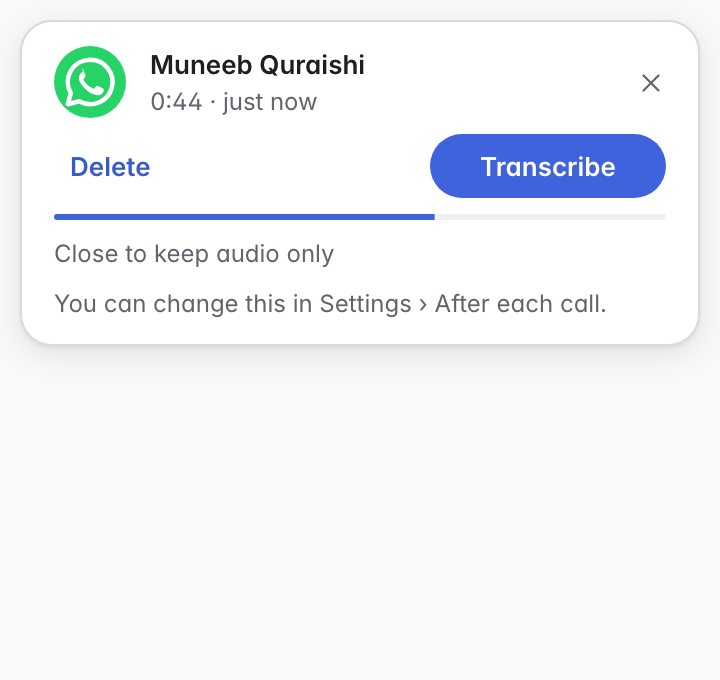 Muneeb Quraishi
0:44 · just now
Delete
Transcribe
Close to keep audio only
You can change this in Settings › After each call.